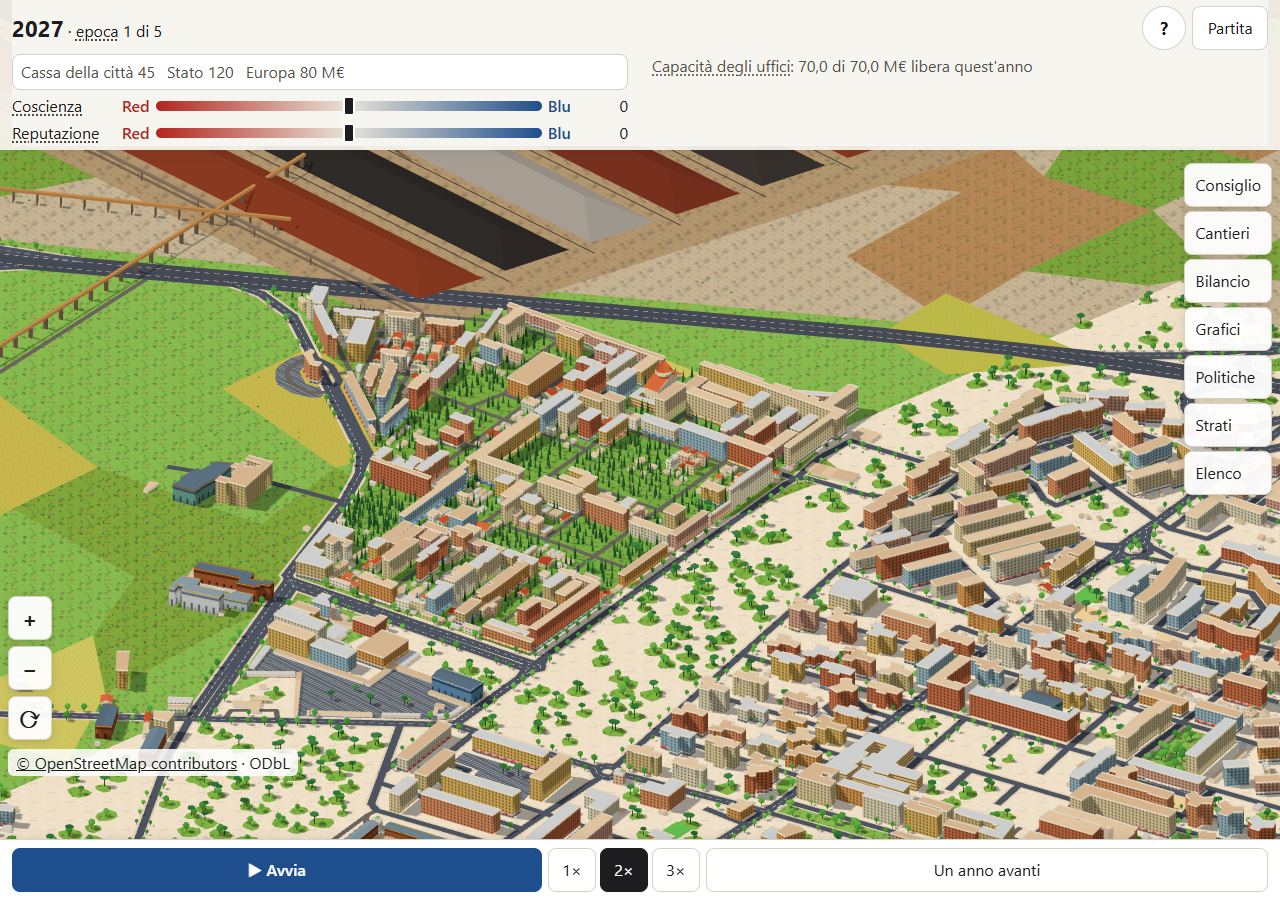 2027 · epoca 1 di 5
?
Partita
Cassa della città 45 Stato 120 Europa 80 M€
Capacità degli uffici: 70,0 di 70,0 M€ libera quest'anno
Coscienza Red Blu 0
Reputazione Red Blu 0
Consiglio
Cantieri
Bilancio
Grafici
Politiche
Strati
Elenco
+
−
© OpenStreetMap contributors · ODbL
▶ Avvia
1×
2×
3×
Un anno avanti